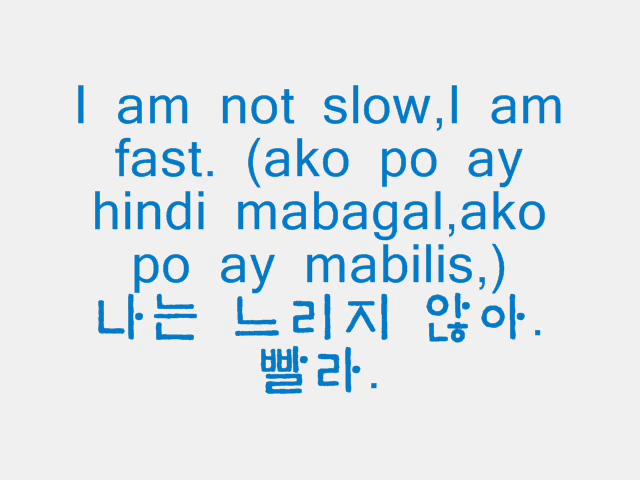 I am not slow,I am
fast. (ako po ay
hindi mabagal,ako
po ay mabilis,)
나는 느리지 않아.
빨라.